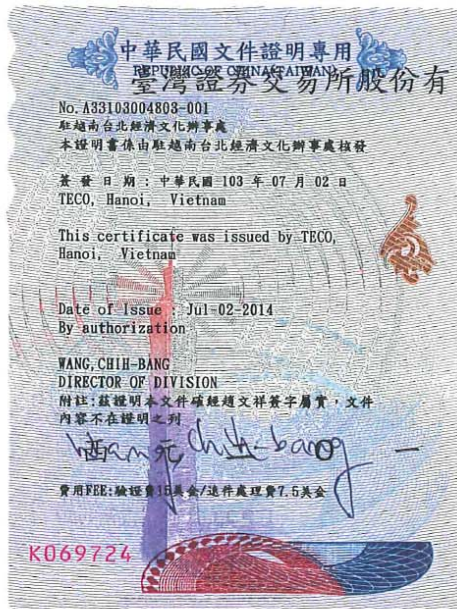 中華民國文件證明專用
REPUBLIC OF CHINA(TAIWAN)
臺灣證券交易所股份有
No. A33103004803-001
駐越南台北經濟文化辦事處
本證明書係由駐越南台北經濟文化辦事處核發
簽 發 日 期 : 中華民國 103 年 07 月 02 日
TECO, Hanoi, Vietnam
This certificate was issued by TECO,
Hanoi, Vietnam
Date of Issue : Jul-02-2014
By authorization
WANG,CHIH-BANG
DIRECTOR OF DIVISION
附註:茲證明本文件確經趙文祥簽字屬實,文件
內容不在證明之列
chih-bang
費用FEE:驗證費15美金/速件處理費7.5美金
K069724